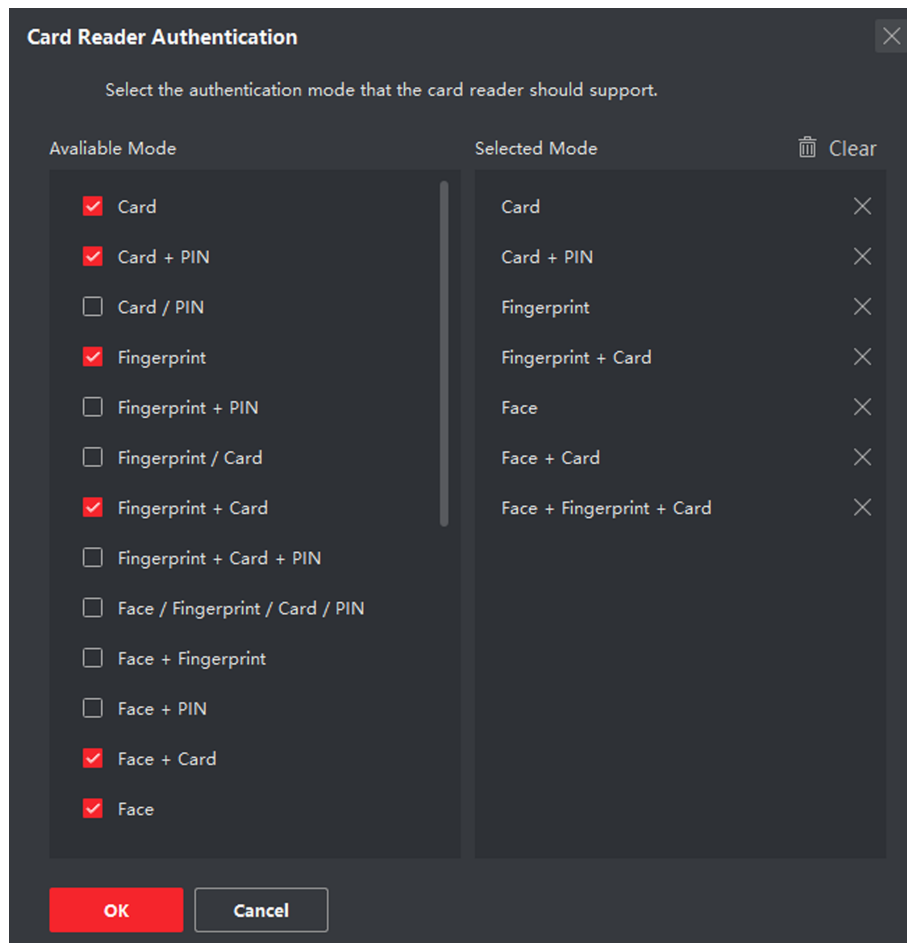 Card Reader Authentication
Select the authentication mode that the card reader should support.
Avaliable Mode
Card
Card + PIN
Card / PIN
Fingerprint
Fingerprint + PIN
Fingerprint / Card
Fingerprint + Card
Fingerprint + Card + PIN
Face / Fingerprint / Card / PIN
Face + Fingerprint
Face + PIN
Face + Card
Face
Selected Mode
Clear
Card
Card + PIN
Fingerprint
Fingerprint + Card
Face
Face + Card
Face + Fingerprint + Card
OK
Cancel